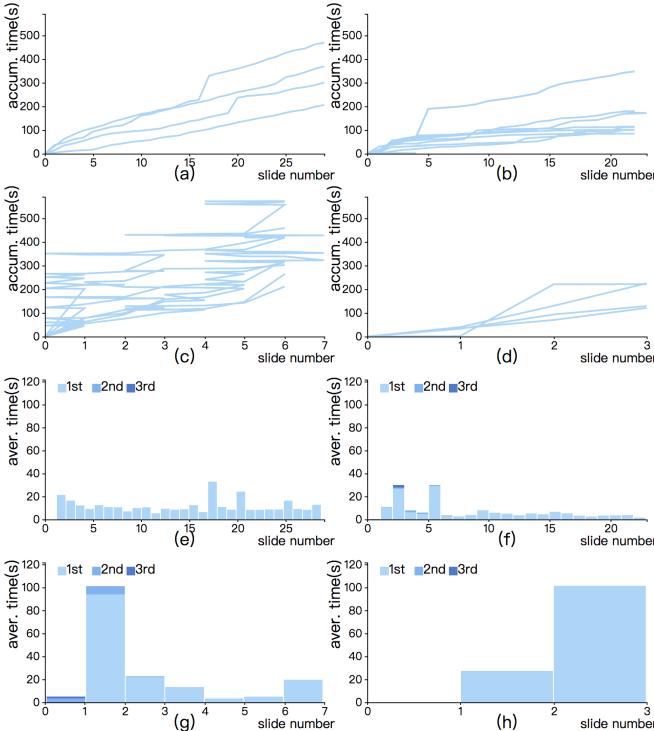 accum. time(s)
500
400
300
200
100
0
0 5 10 15 20 25 7
slide number
(a)
accum. time(s)
500
400
300
200
100
0
0 5 10 15 20
slide number
(b)
accum. time(s)
500
400
300
200
100
0
0 1 2 3 4 5 6 7
slide number
(c)
accum. time(s)
500
400
300
200
100
0
0 1 2 3
slide number
(d)
aver. time(s)
120
100
80
60
40
20
0
1st 2nd 3rd
0 5 10 15 20 25
slide number
(e)
aver. time(s)
120
100
80
60
40
20
0
1st 2nd 3rd
0 5 10 15 20
slide number
(f)
aver. time(s)
120
100
80
60
40
20
0
1st 2nd 3rd
0 1 2 3 4 5 6 7
slide number
(g)
aver. time(s)
120
100
80
60
40
20
0
1st 2nd 3rd
0 1 2 3
slide number
(h)